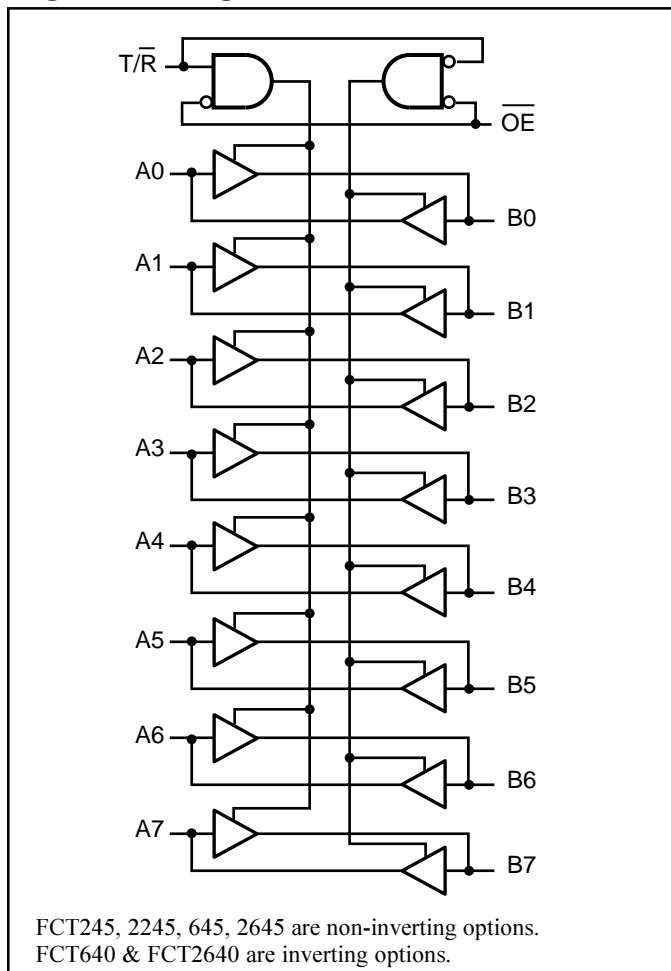 T/R̅
O̅E̅
A0
B0
A1
B1
A2
B2
A3
B3
A4
B4
A5
B5
A6
B6
A7
B7
FCT245, 2245, 645, 2645 are non-inverting options.
FCT640 & FCT2640 are inverting options.